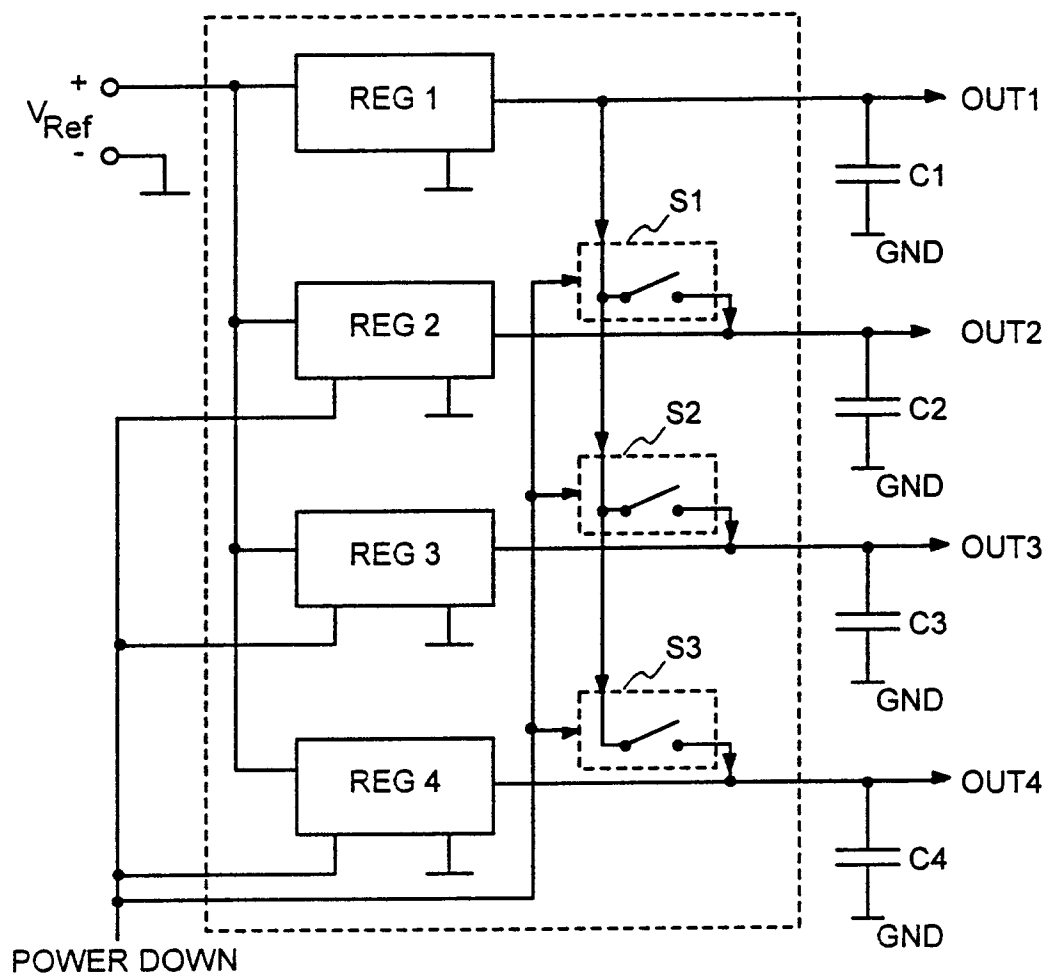 +
V_Ref
-
REG 1
OUT1
C1
GND
S1
REG 2
OUT2
C2
GND
S2
REG 3
OUT3
C3
GND
S3
REG 4
OUT4
C4
GND
POWER DOWN